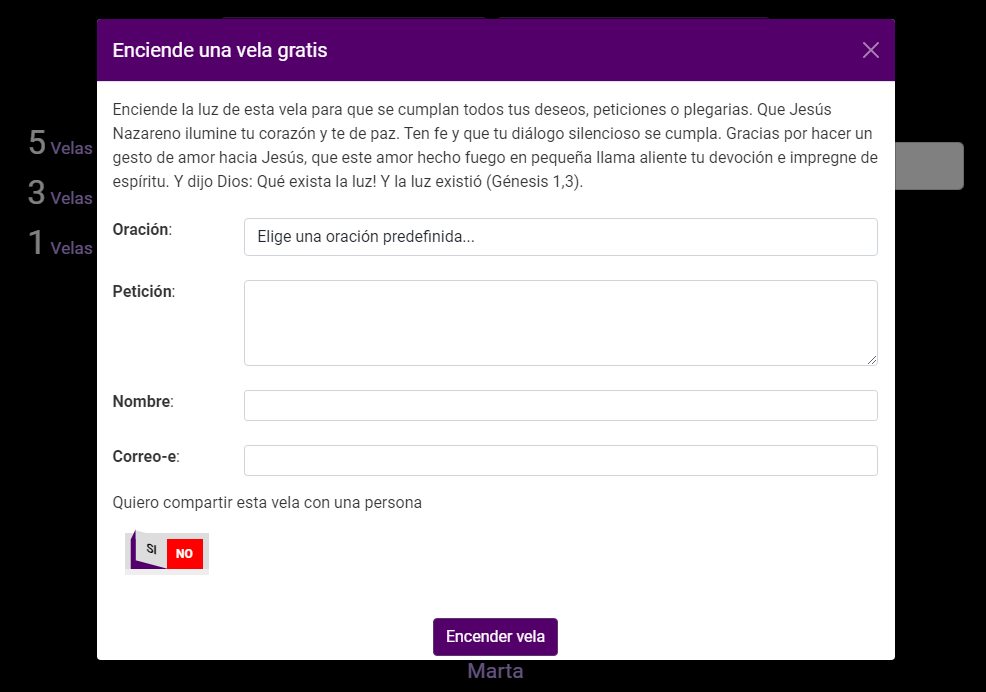 Enciende una vela gratis
Enciende la luz de esta vela para que se cumplan todos tus deseos, peticiones o plegarias. Que Jesús
Nazareno ilumine tu corazón y te de paz. Ten fe y que tu diálogo silencioso se cumpla. Gracias por hacer un
gesto de amor hacia Jesús, que este amor hecho fuego en pequeña llama aliente tu devoción e impregne de
espíritu. Y dijo Dios: Qué exista la luz! Y la luz existió (Génesis 1,3).
5 Velas
3 Velas
1 Velas
Oración:
Elige una oración predefinida...
Petición:
Nombre:
Correo-e:
Quiero compartir esta vela con una persona
SI NO
Encender vela
Marta